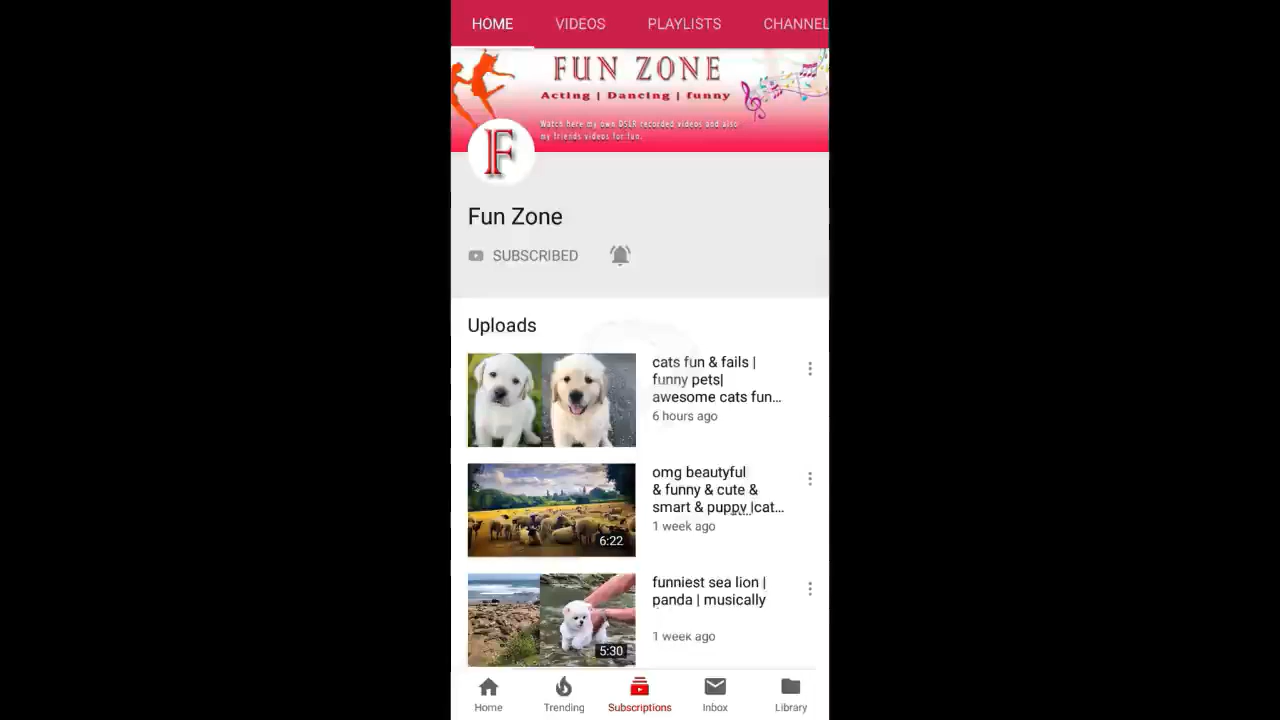 HOME VIDEOS PLAYLISTS CHANNEL
FUN ZONE
Acting | Dancing | funny
Watch here my own DSLR recorded videos and also
my friends videos for fun.
F
Fun Zone
SUBSCRIBED
Uploads
cats fun & fails |
funny pets|
awesome cats fun...
6 hours ago
omg beautyful
& funny & cute &
smart & puppy |cat...
1 week ago
6:22
funniest sea lion |
panda | musically
1 week ago
5:30
Home Trending Subscriptions Inbox Library